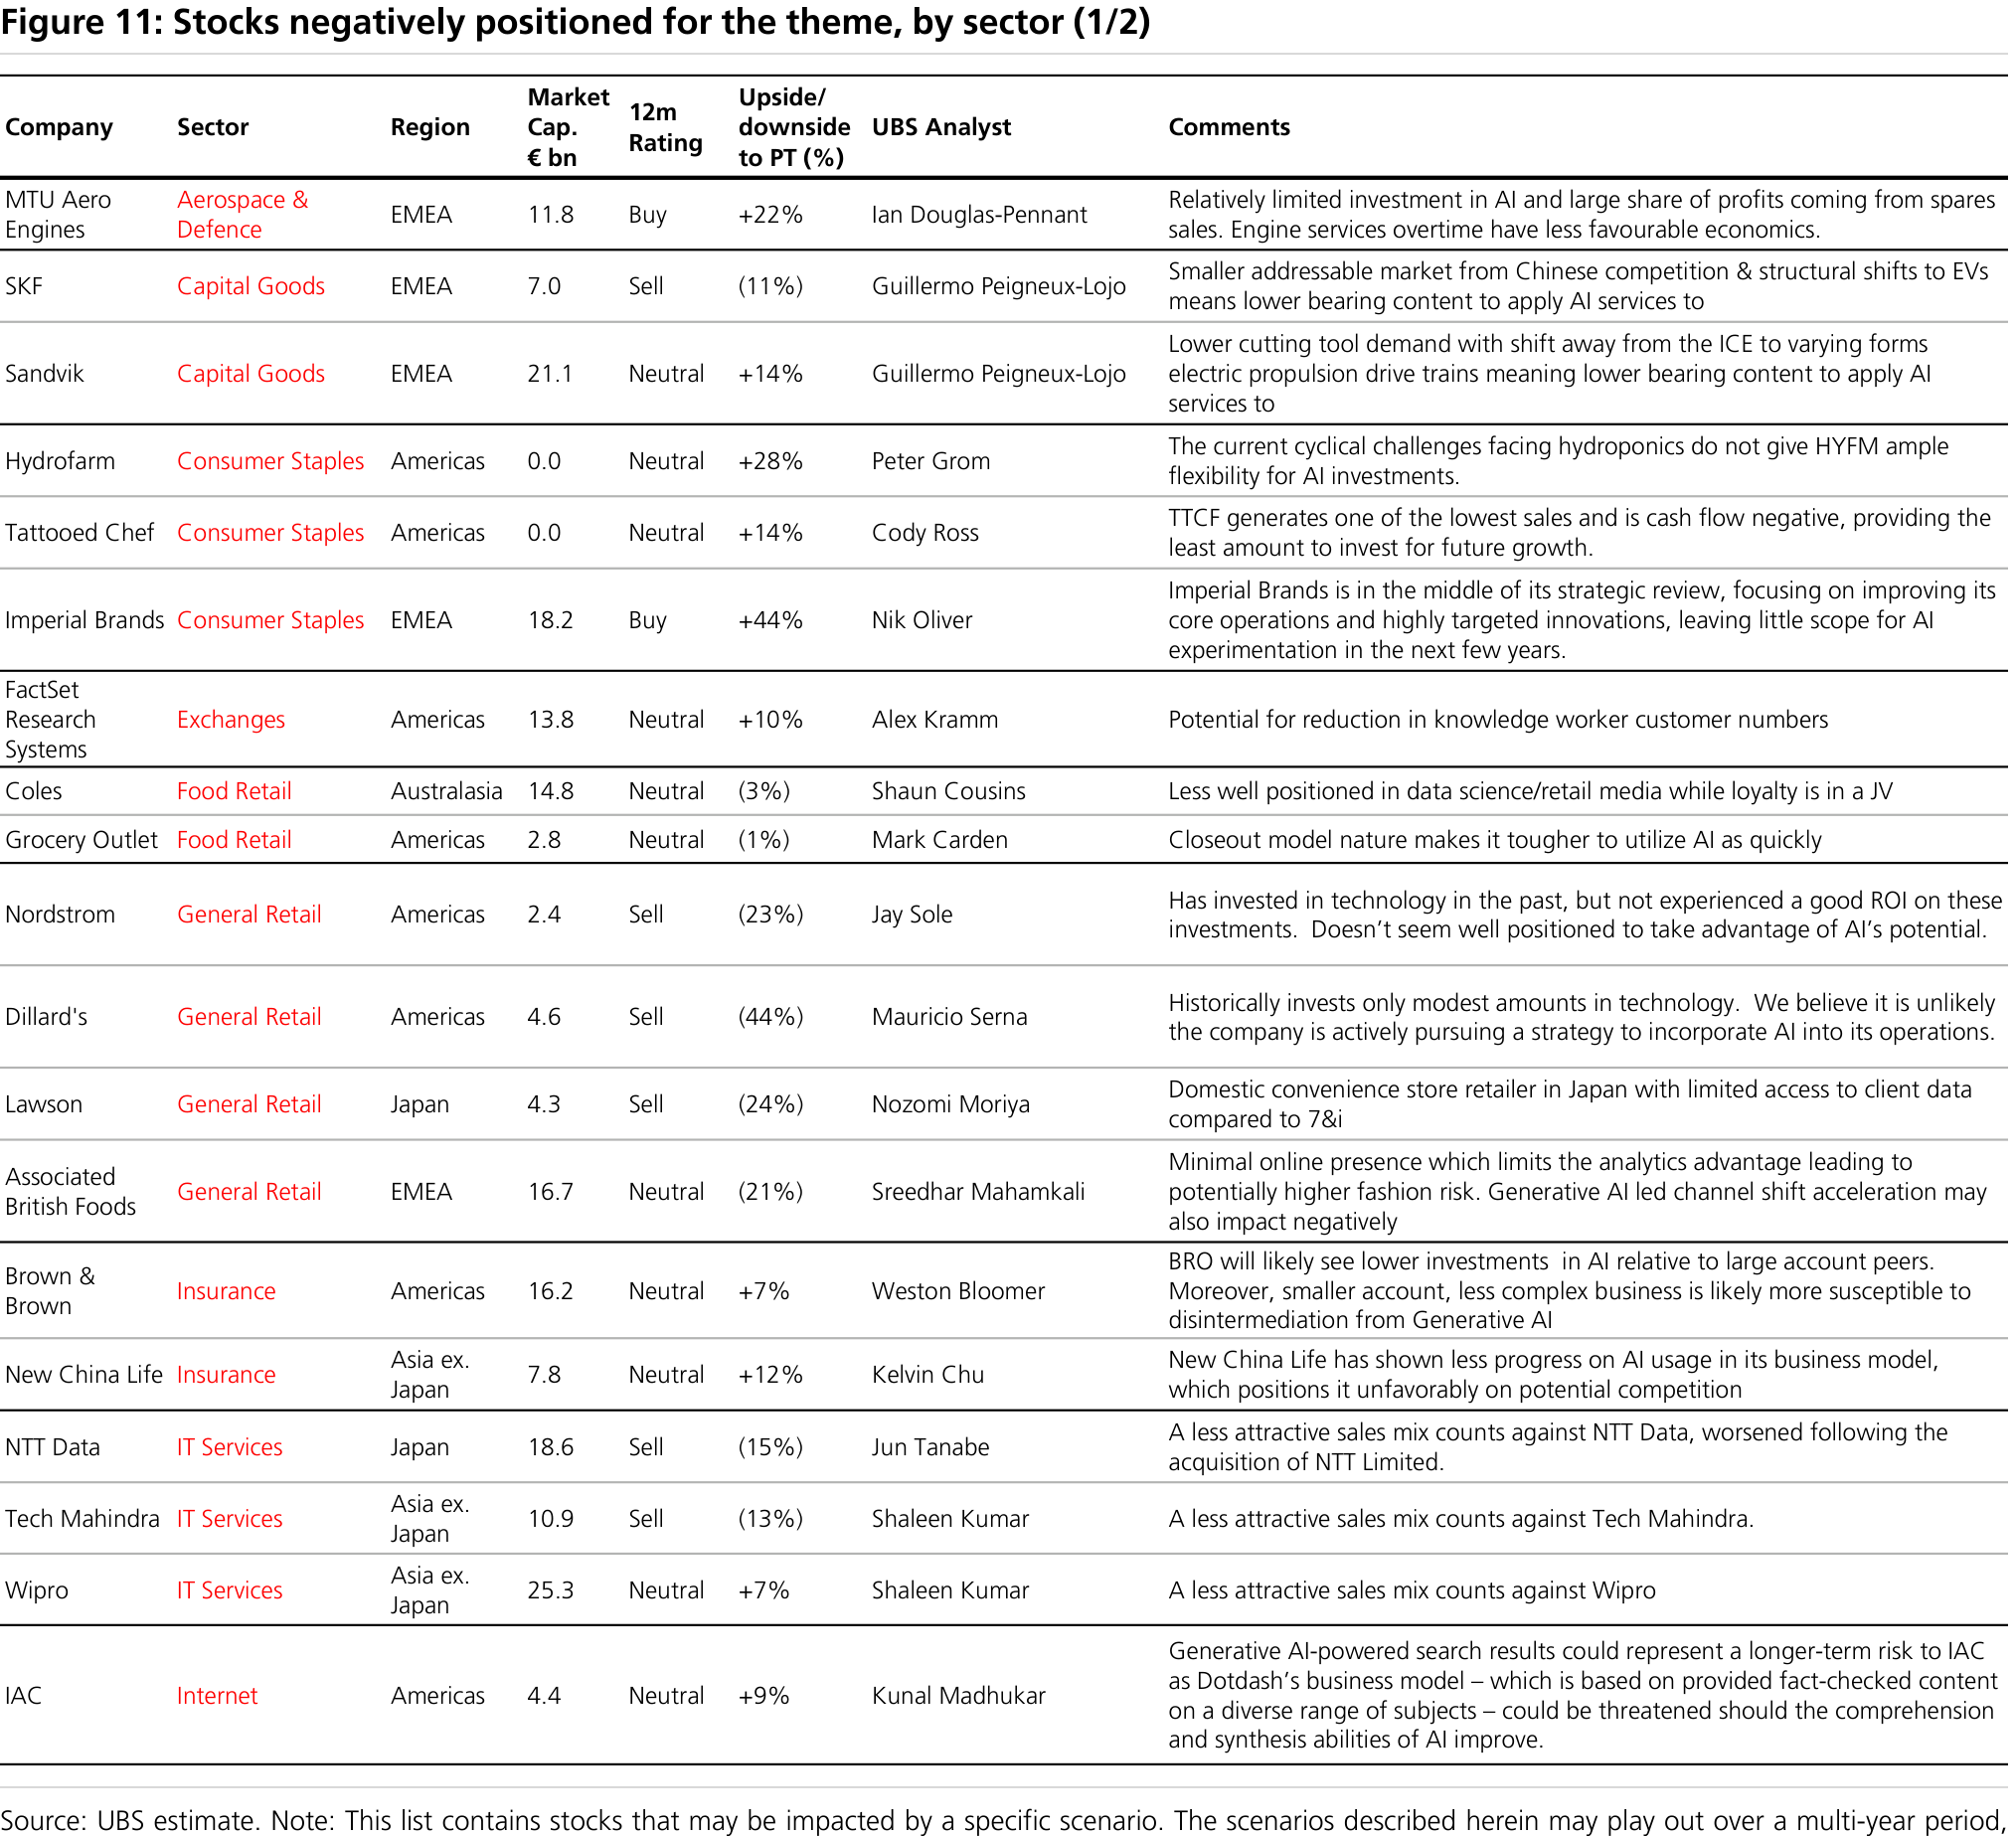 Figure 11: Stocks negatively positioned for the theme, by sector (1/2)
Company Sector Region Market Cap. € bn 12m Rating Upside/ downside to PT (%) UBS Analyst Comments
MTU Aero Engines Aerospace & Defence EMEA 11.8 Buy +22% Ian Douglas-Pennant Relatively limited investment in AI and large share of profits coming from spares
sales. Engine services overtime have less favourable economics.
SKF Capital Goods EMEA 7.0 Sell (11%) Guillermo Peigneux-Lojo Smaller addressable market from Chinese competition & structural shifts to EVs
means lower bearing content to apply AI services to
Sandvik Capital Goods EMEA 21.1 Neutral +14% Guillermo Peigneux-Lojo Lower cutting tool demand with shift away from the ICE to varying forms
electric propulsion drive trains meaning lower bearing content to apply AI
services to
Hydrofarm Consumer Staples Americas 0.0 Neutral +28% Peter Grom The current cyclical challenges facing hydroponics do not give HYFM ample
flexibility for AI investments.
Tattooed Chef Consumer Staples Americas 0.0 Neutral +14% Cody Ross TTCF generates one of the lowest sales and is cash flow negative, providing the
least amount to invest for future growth.
Imperial Brands Consumer Staples EMEA 18.2 Buy +44% Nik Oliver Imperial Brands is in the middle of its strategic review, focusing on improving its
core operations and highly targeted innovations, leaving little scope for AI
experimentation in the next few years.
FactSet Research Systems Exchanges Americas 13.8 Neutral +10% Alex Kramm Potential for reduction in knowledge worker customer numbers
Coles Food Retail Australasia 14.8 Neutral (3%) Shaun Cousins Less well positioned in data science/retail media while loyalty is in a JV
Grocery Outlet Food Retail Americas 2.8 Neutral (1%) Mark Carden Closeout model nature makes it tougher to utilize AI as quickly
Nordstrom General Retail Americas 2.4 Sell (23%) Jay Sole Has invested in technology in the past, but not experienced a good ROI on these
investments.  Doesn’t seem well positioned to take advantage of AI’s potential.
Dillard's General Retail Americas 4.6 Sell (44%) Mauricio Serna Historically invests only modest amounts in technology.  We believe it is unlikely
the company is actively pursuing a strategy to incorporate AI into its operations.
Lawson General Retail Japan 4.3 Sell (24%) Nozomi Moriya Domestic convenience store retailer in Japan with limited access to client data
compared to 7&i
Associated British Foods General Retail EMEA 16.7 Neutral (21%) Sreedhar Mahamkali Minimal online presence which limits the analytics advantage leading to
potentially higher fashion risk. Generative AI led channel shift acceleration may
also impact negatively
Brown & Brown Insurance Americas 16.2 Neutral +7% Weston Bloomer BRO will likely see lower investments  in AI relative to large account peers.
Moreover, smaller account, less complex business is likely more susceptible to
disintermediation from Generative AI
New China Life Insurance Asia ex. Japan 7.8 Neutral +12% Kelvin Chu New China Life has shown less progress on AI usage in its business model,
which positions it unfavorably on potential competition
NTT Data IT Services Japan 18.6 Sell (15%) Jun Tanabe A less attractive sales mix counts against NTT Data, worsened following the
acquisition of NTT Limited.
Tech Mahindra IT Services Asia ex. Japan 10.9 Sell (13%) Shaleen Kumar A less attractive sales mix counts against Tech Mahindra.
Wipro IT Services Asia ex. Japan 25.3 Neutral +7% Shaleen Kumar A less attractive sales mix counts against Wipro
IAC Internet Americas 4.4 Neutral +9% Kunal Madhukar Generative AI-powered search results could represent a longer-term risk to IAC
as Dotdash’s business model – which is based on provided fact-checked content
on a diverse range of subjects – could be threatened should the comprehension
and synthesis abilities of AI improve.
Source: UBS estimate. Note: This list contains stocks that may be impacted by a specific scenario. The scenarios described herein may play out over a multi-year period,